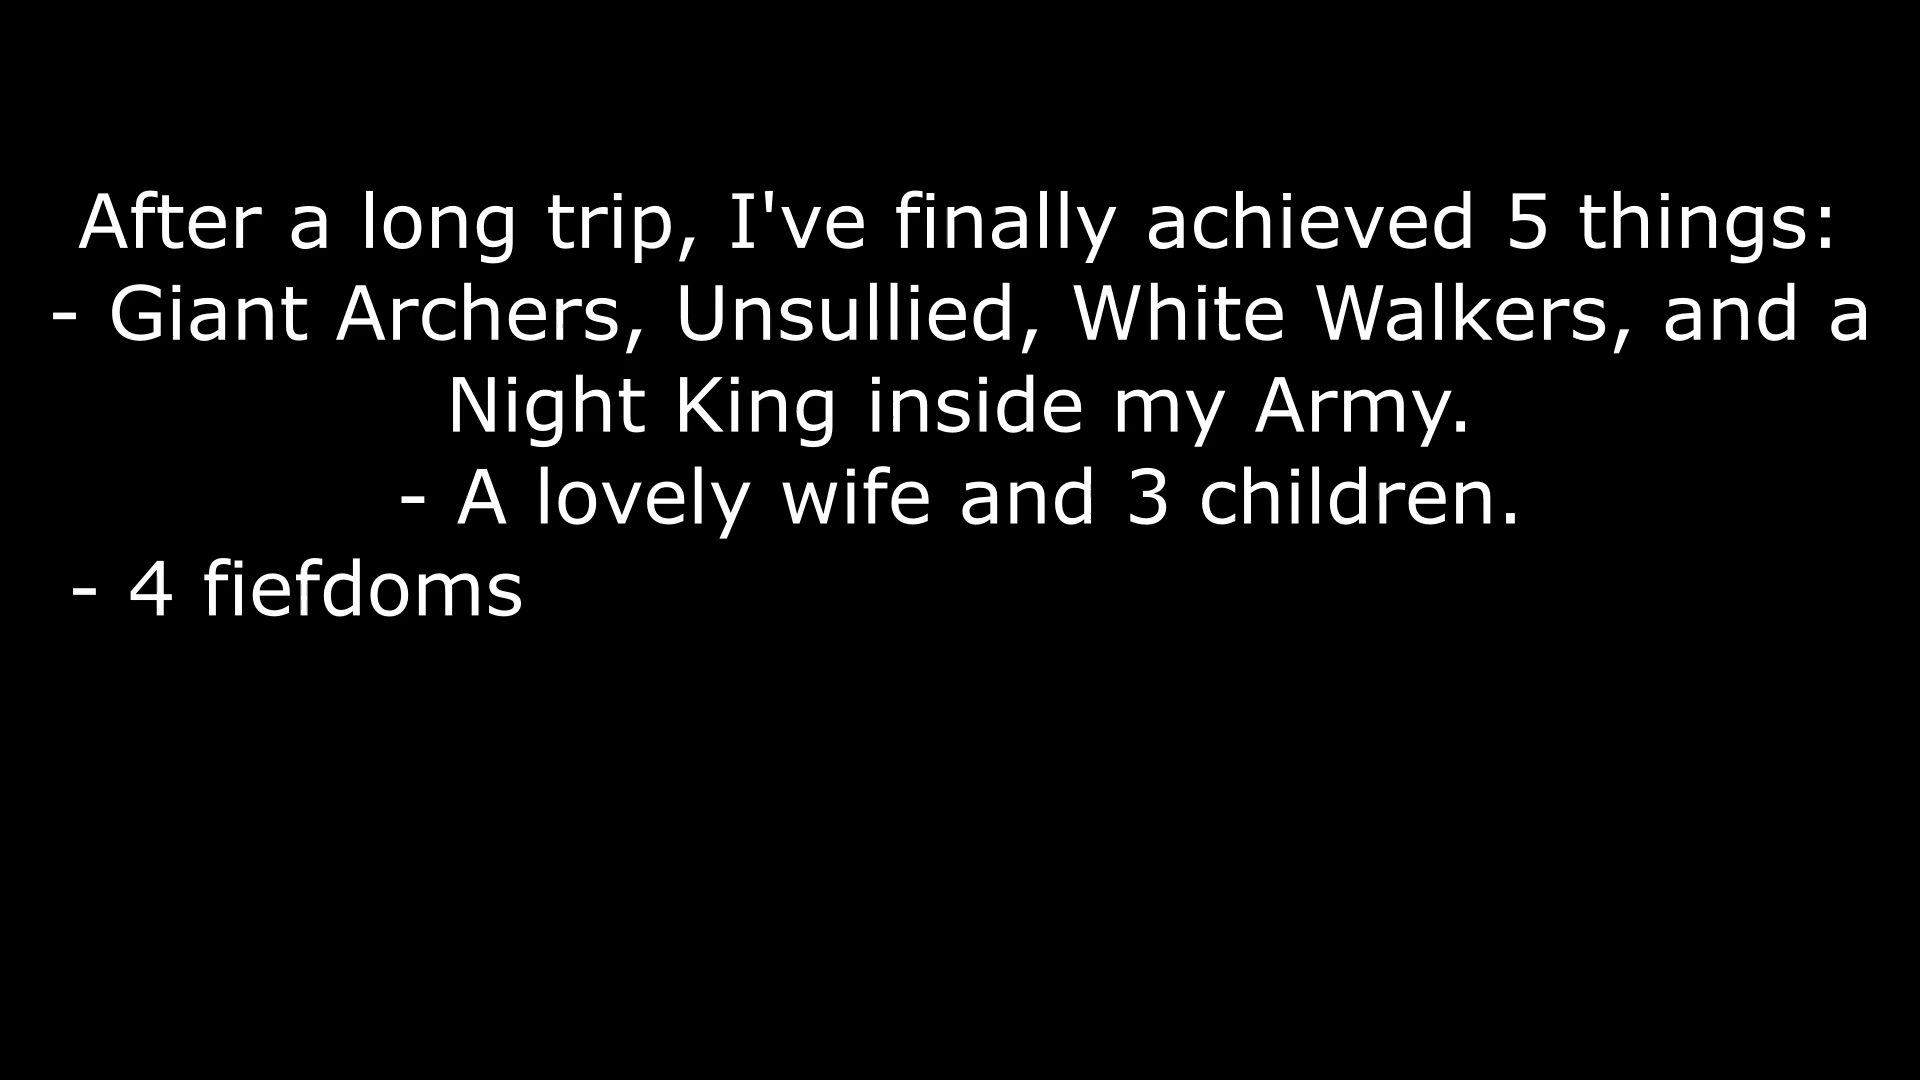 After a long trip, I've finally achieved 5 things:
- Giant Archers, Unsullied, White Walkers, and a
Night King inside my Army.
- A lovely wife and 3 children.
- 4 fiefdoms